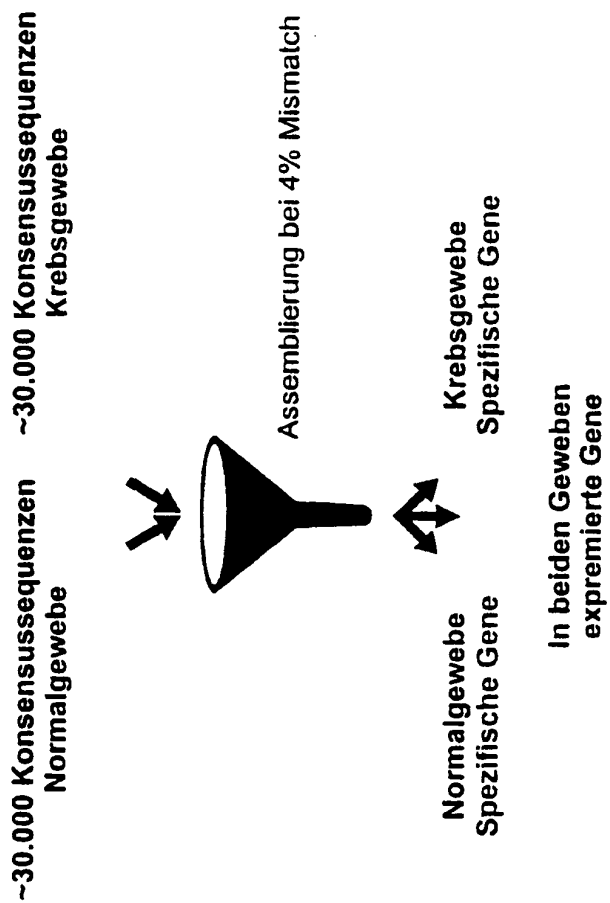 ~30.000 Konsensussequenzen
Normalgewebe
~30.000 Konsensussequenzen
Krebsgewebe
Assemblierung bei 4% Mismatch
Normalgewebe
Spezifische Gene
Krebsgewebe
Spezifische Gene
In beiden Geweben
expremierte Gene